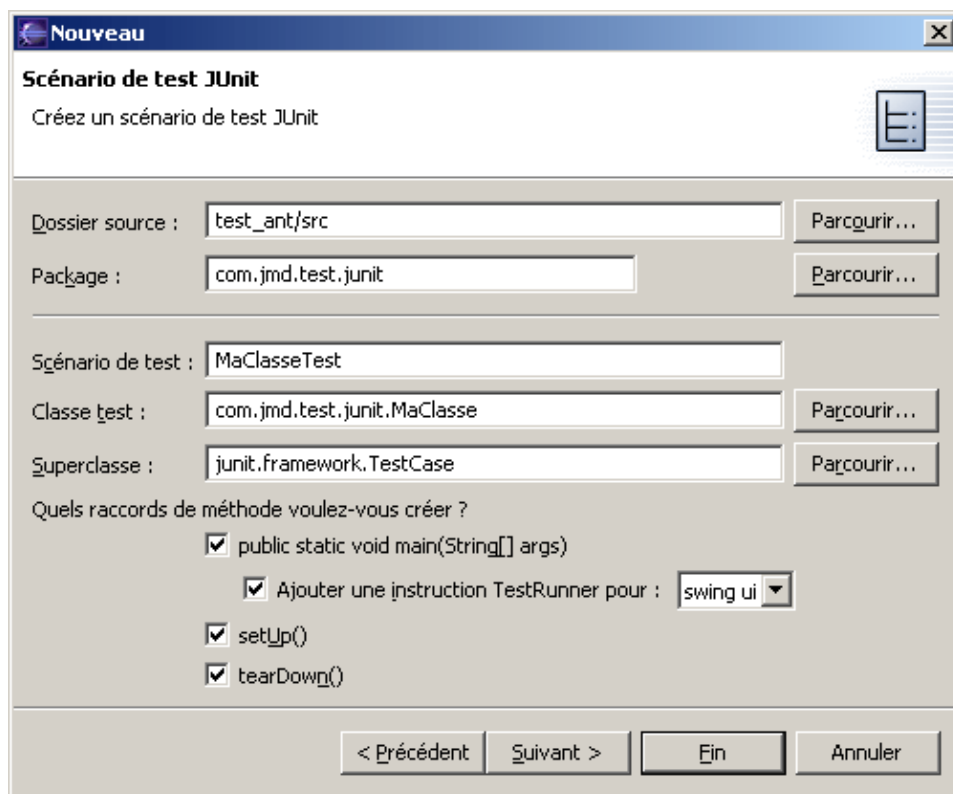 Nouveau
Scénario de test JUnit
Créez un scénario de test JUnit
Dossier source : test_ant/src Parcourir...
Package : com.jmd.test.junit Parcourir...
Scénario de test : MaClasseTest
Classe test : com.jmd.test.junit.MaClasse Parcourir...
Superclasse : junit.framework.TestCase Parcourir...
Quels raccords de méthode voulez-vous créer ?
public static void main(String[] args)
Ajouter une instruction TestRunner pour : swing ui
setUp()
tearDown()
< Précédent Suivant > Fin Annuler